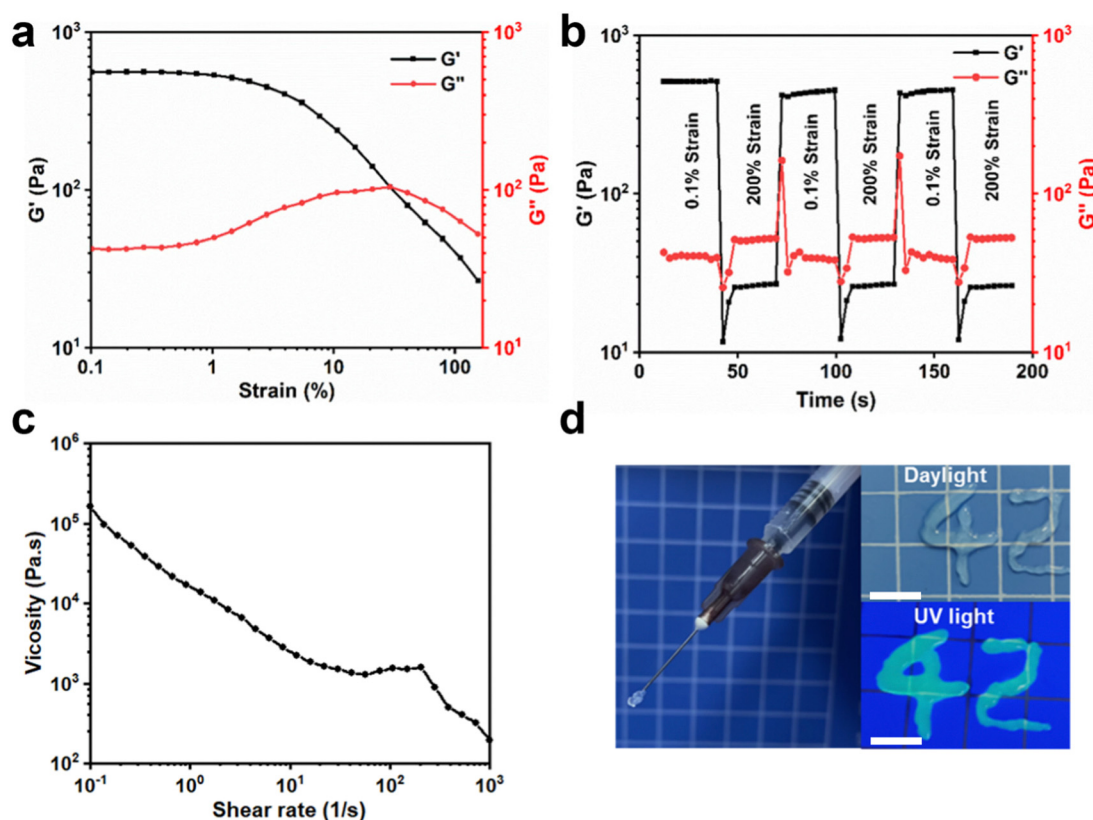 a
10³
10²
10¹
G' (Pa)
G'
G"
10³
10²
10¹
G" (Pa)
0.1
1
10
100
Strain (%)
b
10³
10²
10¹
G' (Pa)
G'
G"
0.1% Strain
200% Strain
0.1% Strain
200% Strain
0.1% Strain
200% Strain
10³
10²
10¹
G" (Pa)
0
50
100
150
200
Time (s)
c
10⁶
10⁵
10⁴
10³
10²
Vicosity (Pa.s)
10⁻¹
10⁰
10¹
10²
10³
Shear rate (1/s)
d
Daylight
42
UV light
42